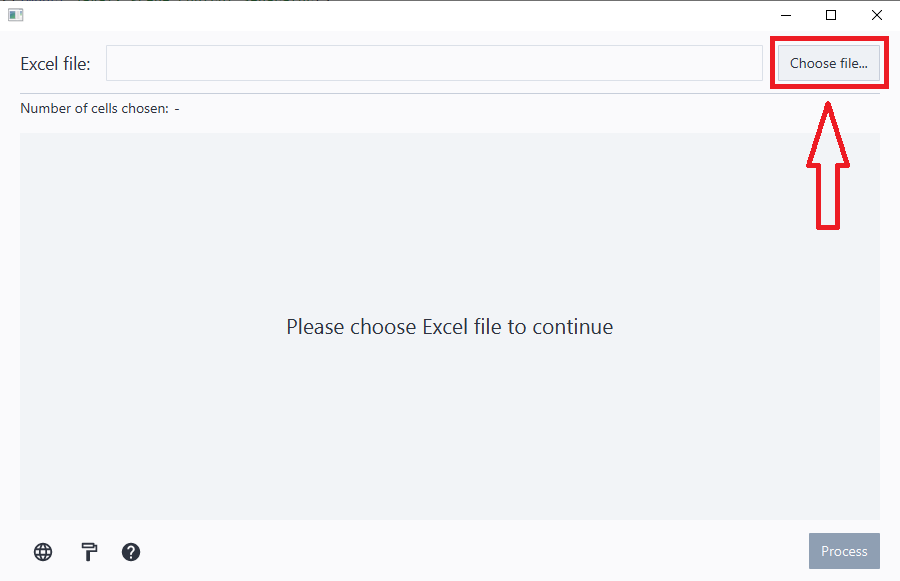 Excel file:
Choose file...
Number of cells chosen: -
Please choose Excel file to continue
Process